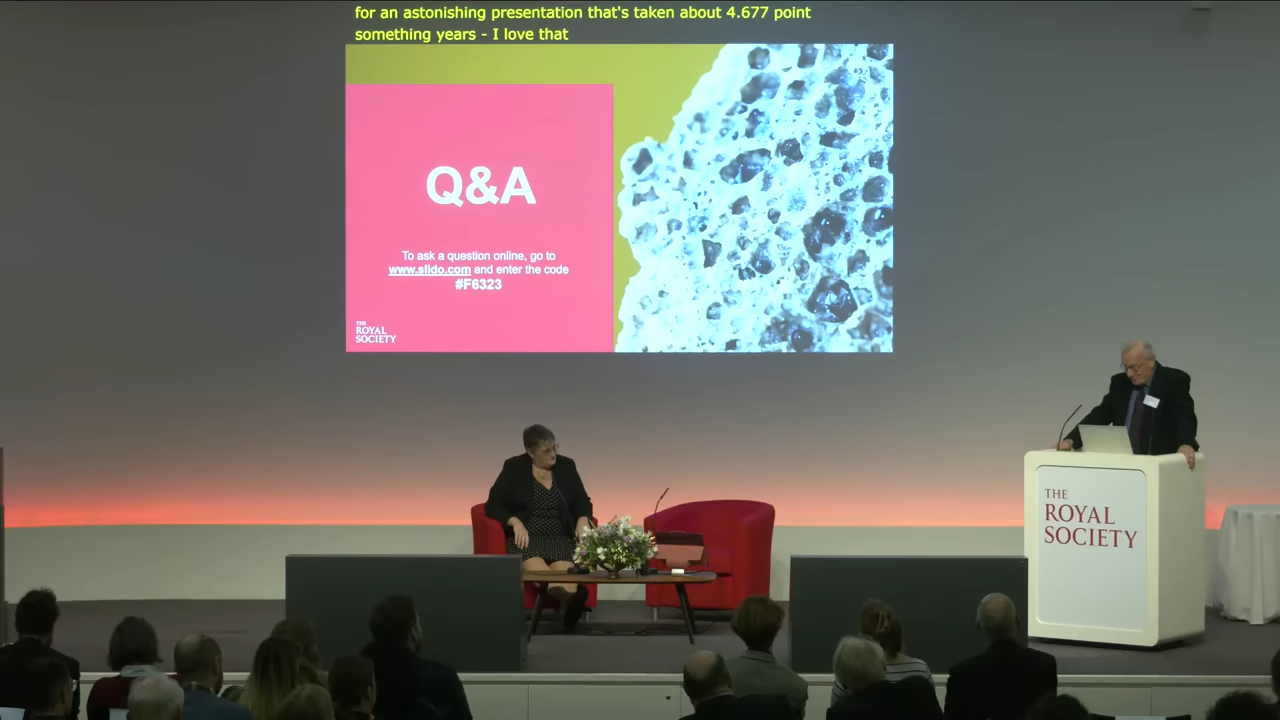 for an astonishing presentation that's taken about 4.677 point
something years - I love that
Q&A
To ask a question online, go to
www.slido.com and enter the code
#F6323
THE
ROYAL
SOCIETY
THE
ROYAL
SOCIETY